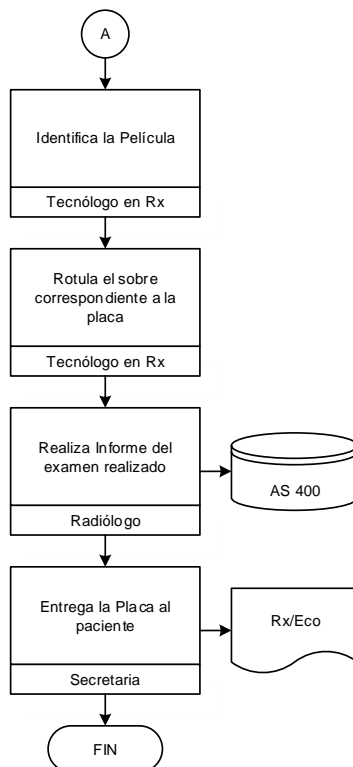 A
Identifica la Película
Tecnólogo en Rx
Rotula el sobre
correspondiente a la
placa
Tecnólogo en Rx
Realiza Informe del
examen realizado
AS 400
Radiólogo
Entrega la Placa al
paciente
Rx/Eco
Secretaria
FIN